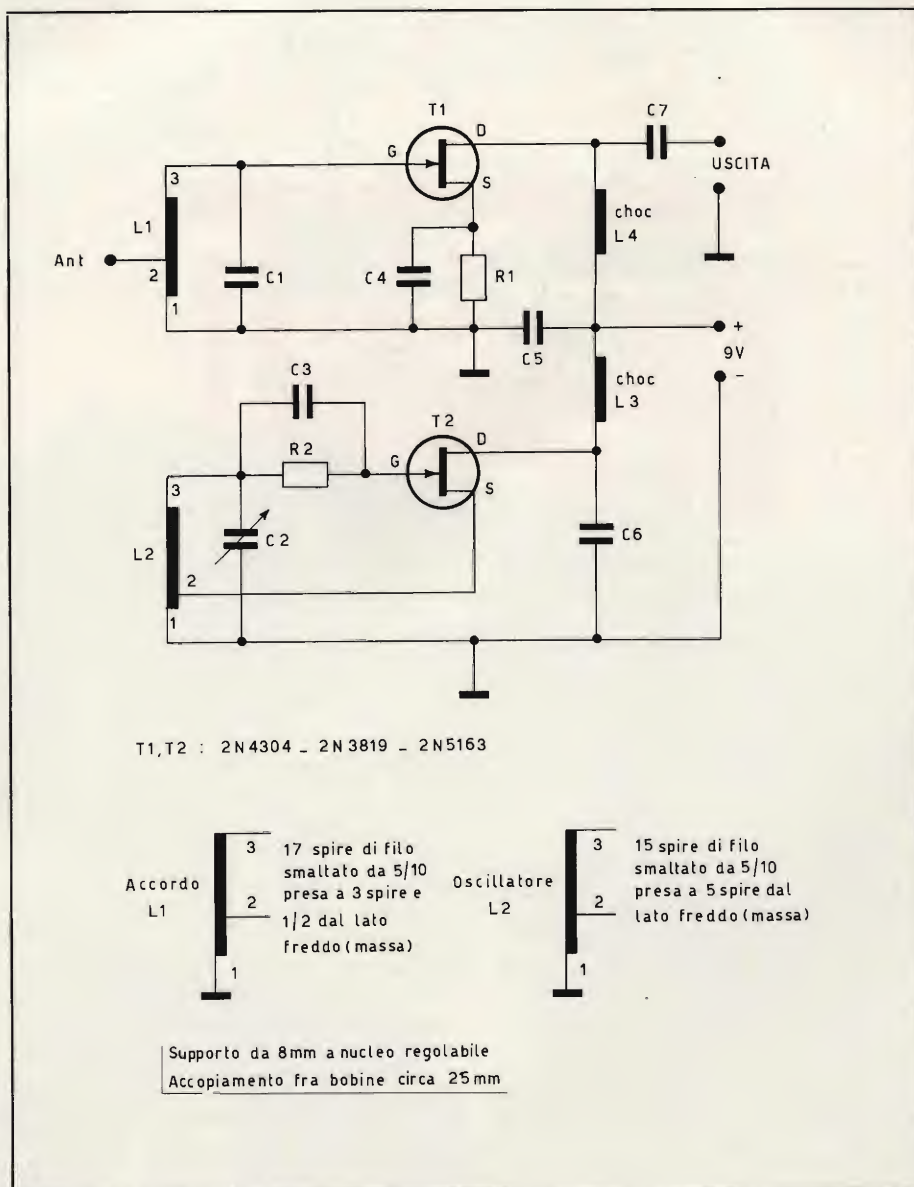 T1
D
G
S
C7
USCITA
3
L1
Ant
2
1
C1
C4
R1
choc
L4
C5
+
9V
-
choc
L3
C3
R2
T2
D
G
S
3
L2
2
1
C2
C6
T1,T2 : 2N4304 _ 2N3819 _ 2N5163
Accordo
L1
3
2
1
17 spire di filo
smaltato da 5/10
presa a 3 spire e
1/2 dal lato
freddo (massa)
Oscillatore
L2
3
2
1
15 spire di filo
smaltato da 5/10
presa a 5 spire dal
lato freddo (massa)
Supporto da 8mm a nucleo regolabile
Accopiamento fra bobine circa 25mm